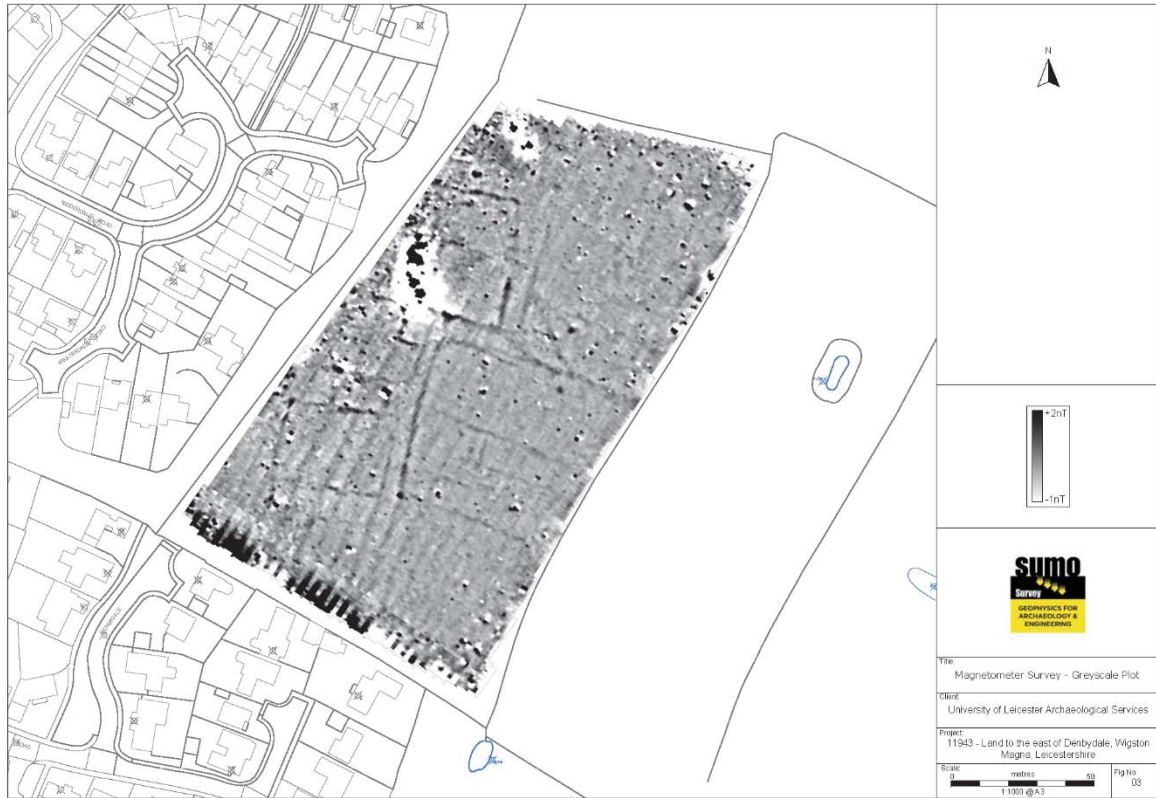 N
+2nT
-1nT
sumo
Survey
GEOPHYSICS FOR
ARCHAEOLOGY &
ENGINEERING
Title:
Magnetometer Survey - Greyscale Plot
Client:
University of Leicester Archaeological Services
Project:
11943 - Land to the east of Denbydale, Wigston
Magna, Leicestershire
Scale:
0 metres 50
1:1000 @ A3
Fig No:
03